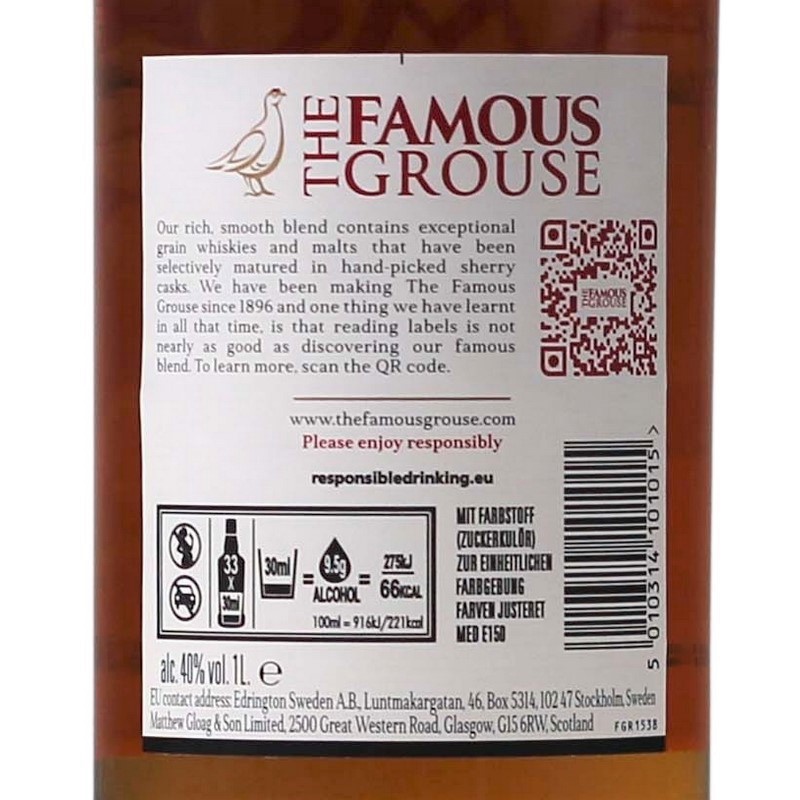 THE FAMOUS
GROUSE
Our rich, smooth blend contains exceptional
grain whiskies and malts that have been
selectively matured in hand-picked sherry
casks. We have been making The Famous
Grouse since 1896 and one thing we have learnt
in all that time, is that reading labels is not
nearly as good as discovering our famous
blend. To learn more, scan the QR code.
THE FAMOUS
GROUSE
www.thefamousgrouse.com
Please enjoy responsibly
responsibledrinking.eu
33
x
30ml
30ml
=
9.5g
ALCOHOL
=
275kJ
66KCAL
100ml = 916kJ/221kcal
MIT FARBSTOFF
(ZUCKERKULÖR)
ZUR EINHEITLICHEN
FARBGEBUNG
FARVEN JUSTERET
MED E150
5 010314 101015 >
alc. 40% vol. 1L. e
EU contact address: Edrington Sweden A.B., Luntmakargatan, 46, Box 5314, 102 47 Stockholm, Sweden
Matthew Gloag & Son Limited, 2500 Great Western Road, Glasgow, G15 6RW, Scotland
FGR1538